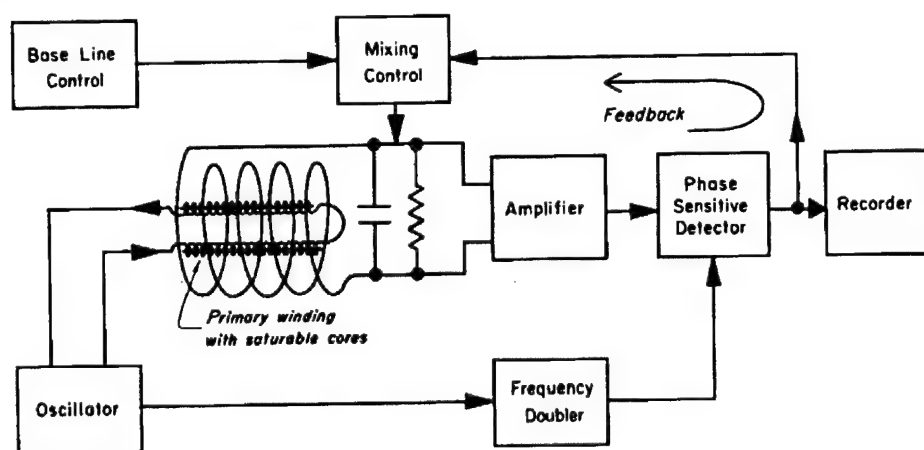 Base Line
Control
Mixing
Control
Feedback
Amplifier
Phase
Sensitive
Detector
Recorder
Primary winding
with saturable cores
Oscillator
Frequency
Doubler